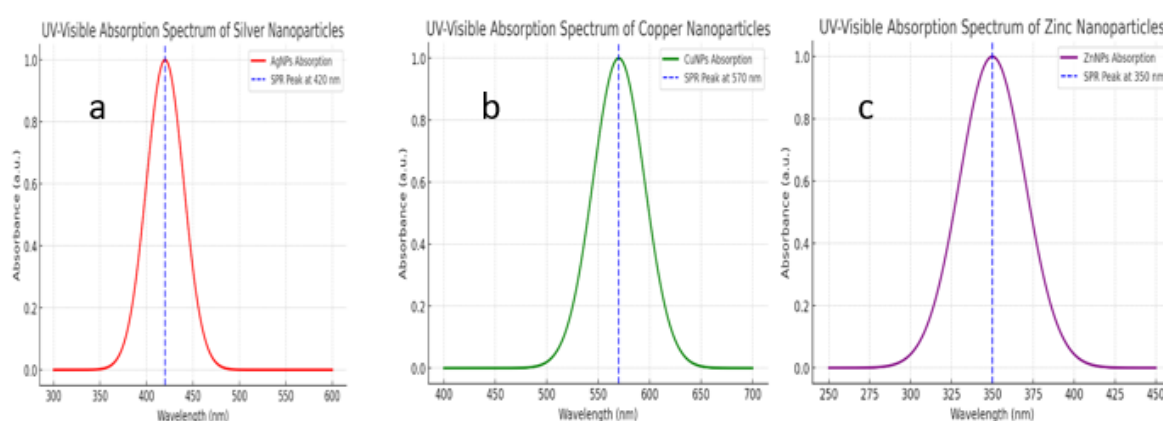 UV-Visible Absorption Spectrum of Silver Nanoparticles
AgNPs Absorption
SPR Peak at 420 nm
a
1.0
0.8
0.6
0.4
0.2
0.0
Absorbance (a.u.)
300 350 400 450 500 550 600
Wavelength (nm)
UV-Visible Absorption Spectrum of Copper Nanoparticles
CuNPs Absorption
SPR Peak at 570 nm
b
1.0
0.8
0.6
0.4
0.2
0.0
Absorbance (a.u.)
400 450 500 550 600 650 700
Wavelength (nm)
UV-Visible Absorption Spectrum of Zinc Nanoparticles
ZnNPs Absorption
SPR Peak at 350 nm
c
1.0
0.8
0.6
0.4
0.2
0.0
Absorbance (a.u.)
250 275 300 325 350 375 400 425 450
Wavelength (nm)